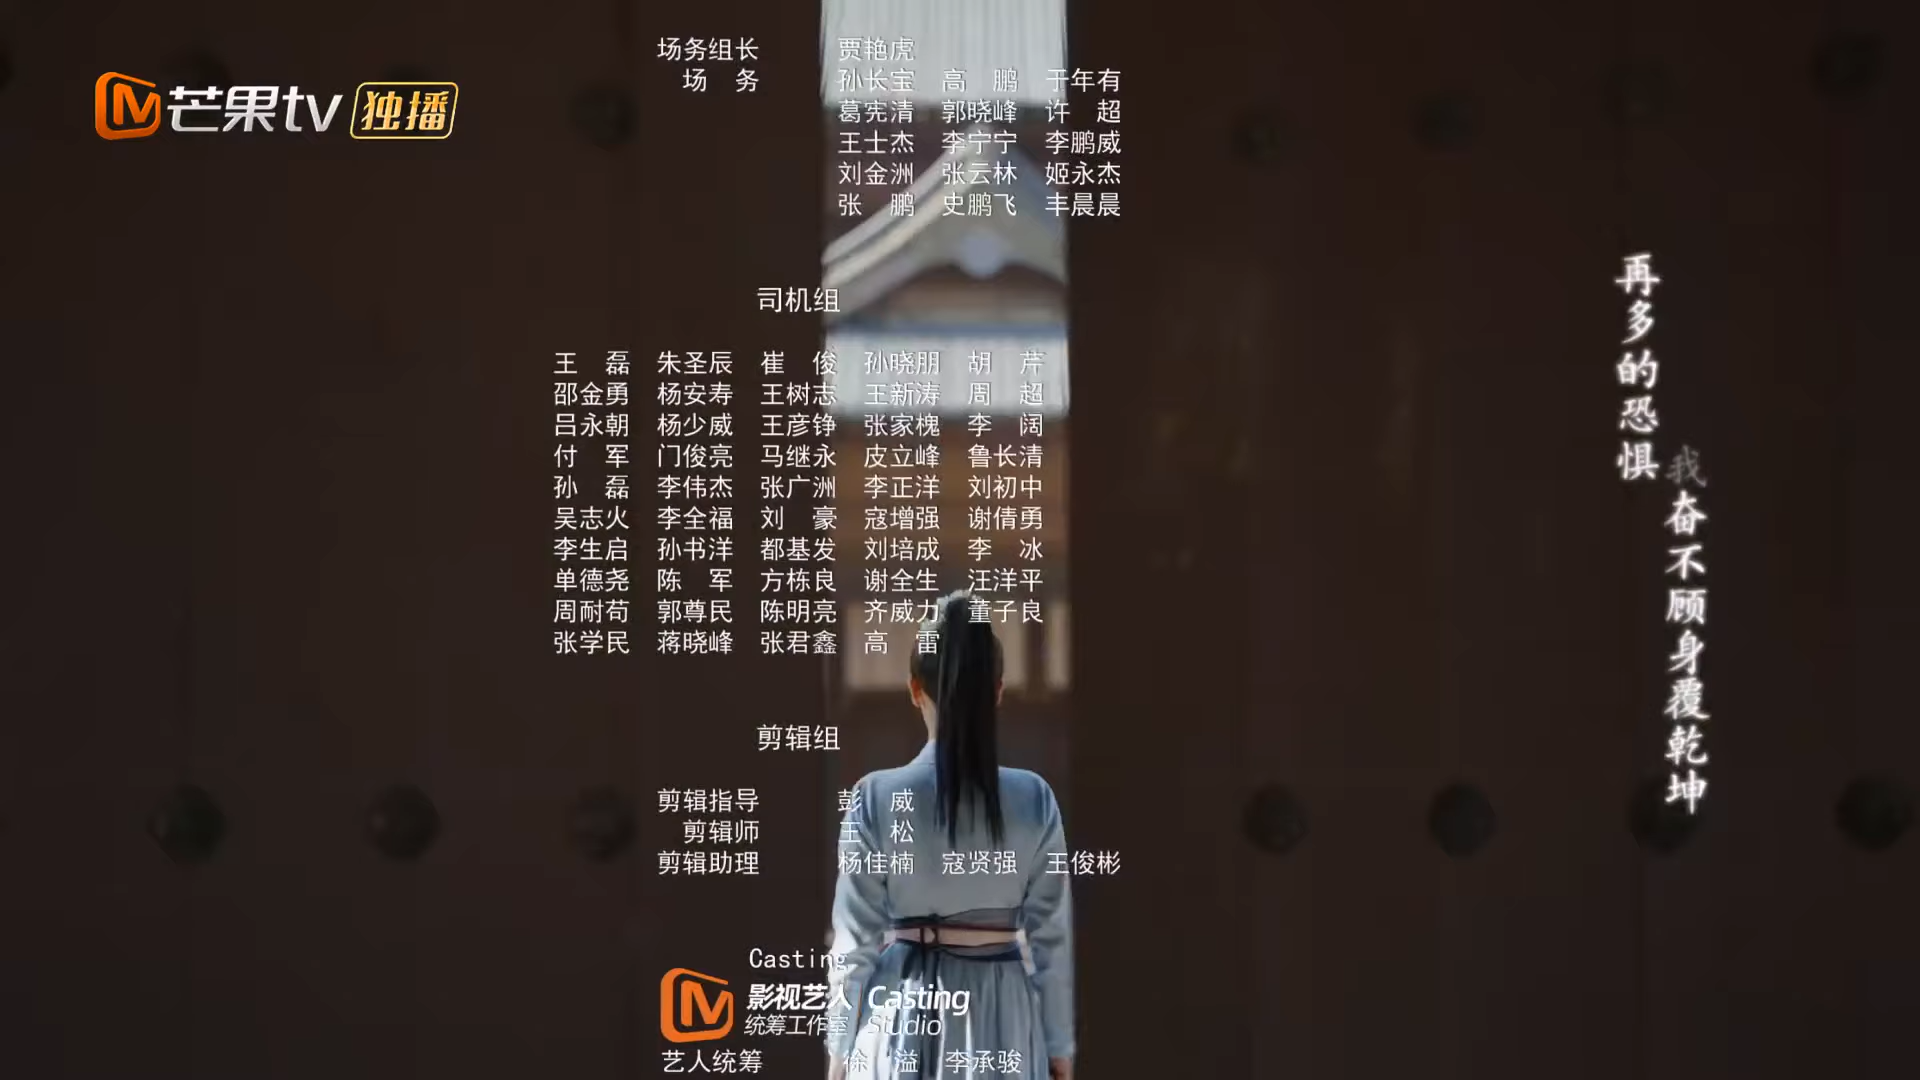 芒果tv 独播
场务组长 贾艳虎
场 务 孙长宝 高 鹏 于年有
葛宪清 郭晓峰 许 超
王士杰 李宁宁 李鹏威
刘金洲 张云林 姬永杰
张 鹏 史鹏飞 丰晨晨
司机组
王 磊 朱圣辰 崔 俊 孙晓朋 胡 芹
邵金勇 杨安寿 王树志 王新涛 周 超
吕永朝 杨少威 王彦铮 张家槐 李 阔
付 军 门俊亮 马继永 皮立峰 鲁长清
孙 磊 李伟杰 张广洲 李正洋 刘初中
吴志火 李全福 刘 豪 寇增强 谢倩勇
李生启 孙书洋 都基发 刘培成 李 冰
单德尧 陈 军 方栋良 谢全生 汪洋平
周耐苟 郭尊民 陈明亮 齐威力 董子良
张学民 蒋晓峰 张君鑫 高 雷
剪辑组
剪辑指导 彭 威
剪辑师 王 松
剪辑助理 杨佳楠 寇贤强 王俊彬
Casting
影视艺人 Casting
统筹工作室 Studio
艺人统筹 徐 溢 李承骏
再多的恐惧
我奋不顾身覆乾坤